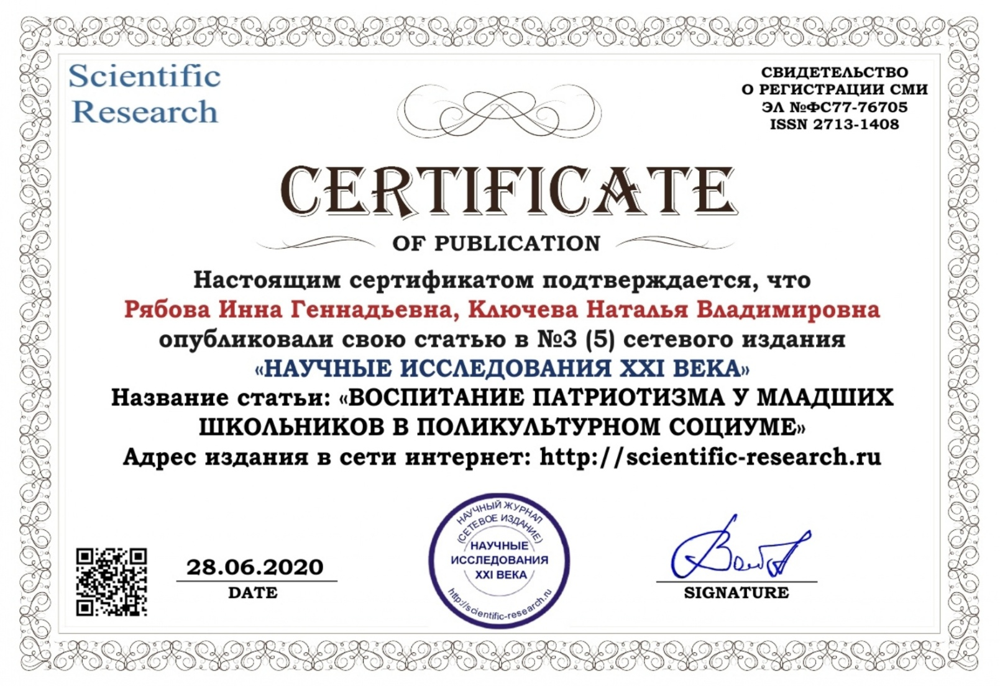 Scientific
Research
СВИДЕТЕЛЬСТВО
О РЕГИСТРАЦИИ СМИ
ЭЛ №ФС77-76705
ISSN 2713-1408
CERTIFICATE
OF PUBLICATION
Настоящим сертификатом подтверждается, что
Рябова Инна Геннадьевна, Ключева Наталья Владимировна
опубликовали свою статью в №3 (5) сетевого издания
«НАУЧНЫЕ ИССЛЕДОВАНИЯ XXI ВЕКА»
Название статьи: «ВОСПИТАНИЕ ПАТРИОТИЗМА У МЛАДШИХ
ШКОЛЬНИКОВ В ПОЛИКУЛЬТУРНОМ СОЦИУМЕ»
Адрес издания в сети интернет: http://scientific-research.ru
НАУЧНЫЙ ЖУРНАЛ
(СЕТЕВОЕ ИЗДАНИЕ)
НАУЧНЫЕ
ИССЛЕДОВАНИЯ
XXI ВЕКА
http://scientific-research.ru
28.06.2020
DATE
SIGNATURE